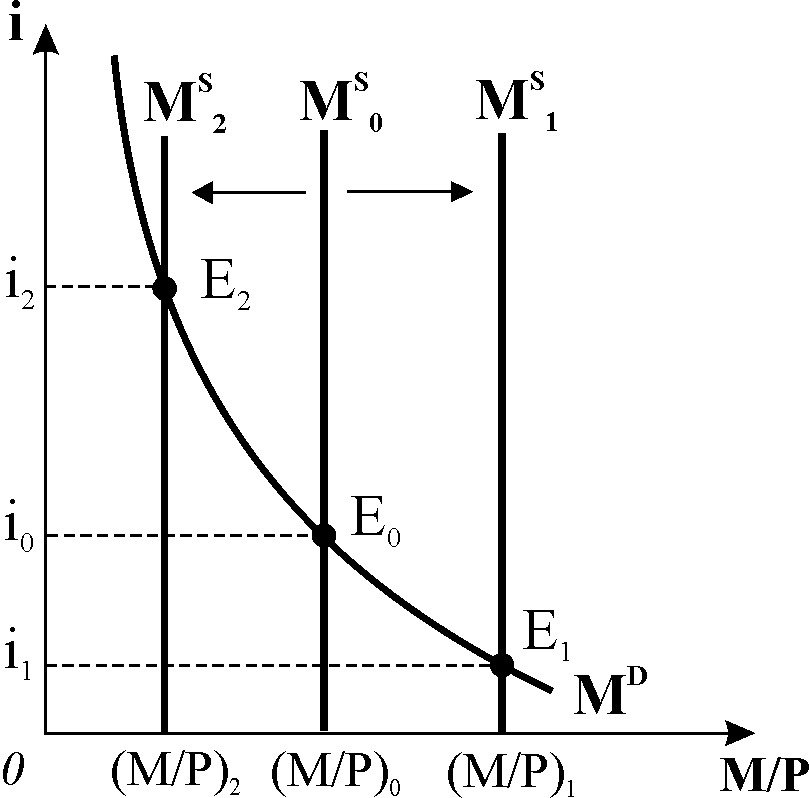 i
M^S_2 M^S_0 M^S_1
i_2 E_2
i_0 E_0
i_1 E_1
M^D
0 (M/P)_2 (M/P)_0 (M/P)_1 M/P